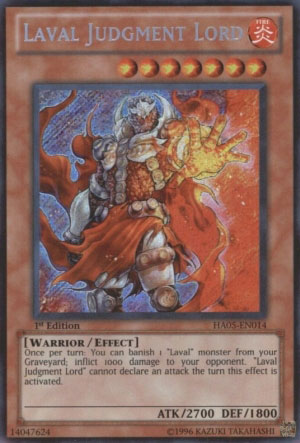 LAVAL JUDGMENT LORD
FIRE
炎
HA05-EN014
1st Edition
[WARRIOR / EFFECT]
Once per turn: You can banish 1 "Laval" monster from
your Graveyard; inflict 1000 damage to your opponent. "Laval
Judgment Lord" cannot declare an attack the turn this effect is
activated.
ATK/2700 DEF/1800
14047624
©1996 KAZUKI TAKAHASHI